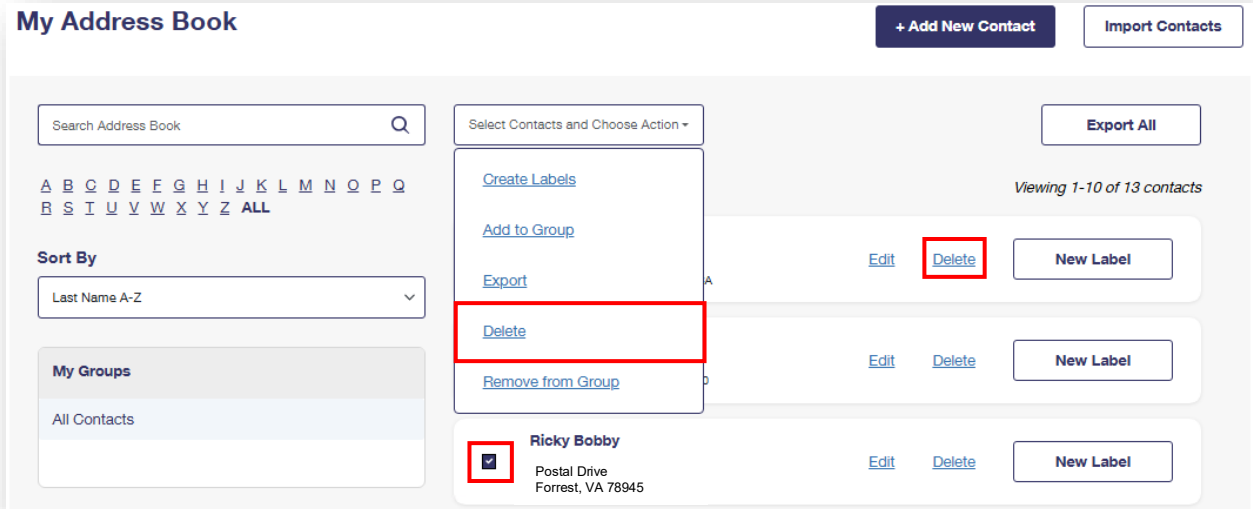 My Address Book
+ Add New Contact
Import Contacts
Search Address Book
Select Contacts and Choose Action
Export All
A B C D E F G H I J K L M N O P Q
R S T U V W X Y Z ALL
Viewing 1-10 of 13 contacts
Sort By
Last Name A-Z
My Groups
All Contacts
Create Labels
Add to Group
Export
Delete
Remove from Group
A
Edit
Delete
New Label
Edit
Delete
New Label
Ricky Bobby
Postal Drive
Forrest, VA 78945
Edit
Delete
New Label